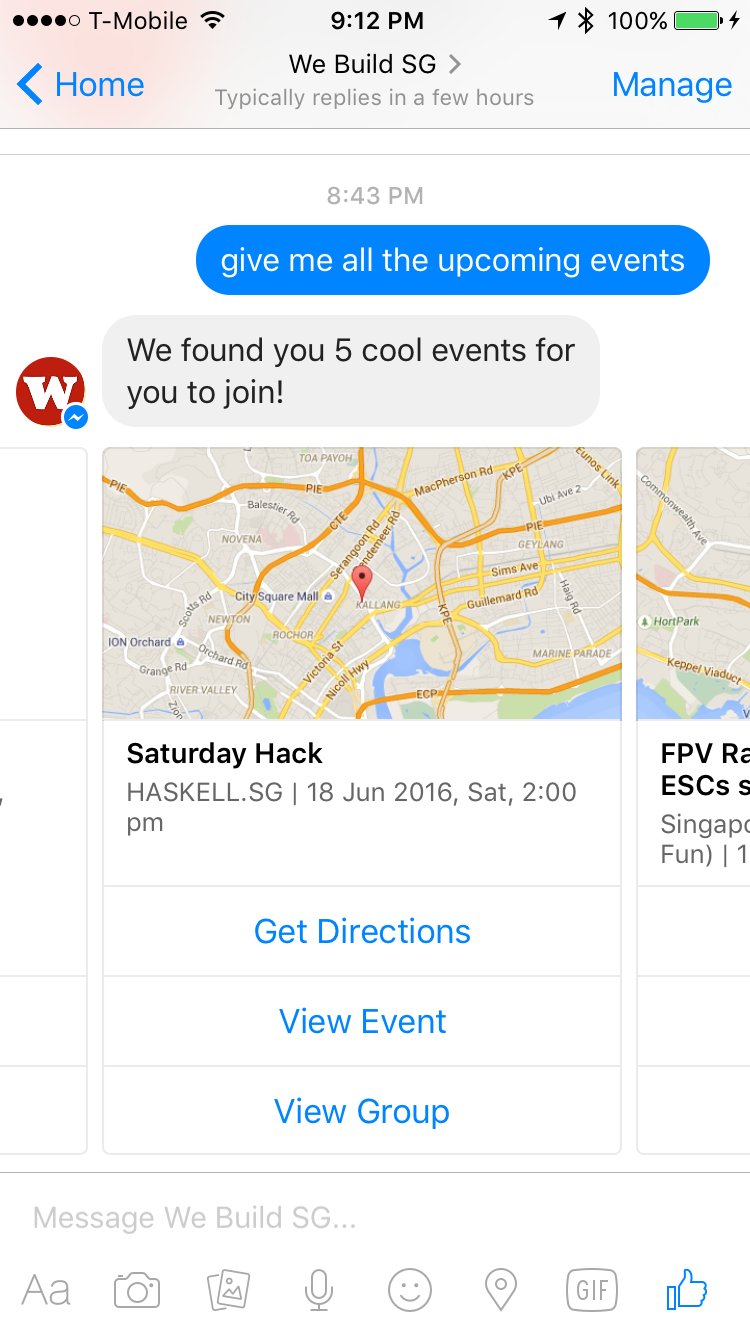 T-Mobile 9:12 PM 100%
Home We Build SG Manage
Typically replies in a few hours
8:43 PM
give me all the upcoming events
We found you 5 cool events for
you to join!
W
TOA PAYOH
PIE
PIE
MacPherson Rd
KPE
Eunos Link
Ubi Ave 2
Balestier Rd
CTE
Serangoon Rd
PIE
NOVENA
GEYLANG
Sims Ave
City Square Mall
KALLANG
Guillemard Rd
Haig Rd
Scotts Rd
NEWTON
ROCHOR
KPE
ION Orchard
Orchard Rd
Victoria St
MARINE PARADE
Grange Rd
Nicoll Hwy
RIVER VALLEY
ECP
Zion
Commonwealth Ave
HortPark
Keppel Viaduct
Saturday Hack
HASKELL.SG | 18 Jun 2016, Sat, 2:00
pm
FPV Ra
ESCs s
Singapo
Fun) | 1
,
Get Directions
View Event
View Group
Message We Build SG...
Aa GIF